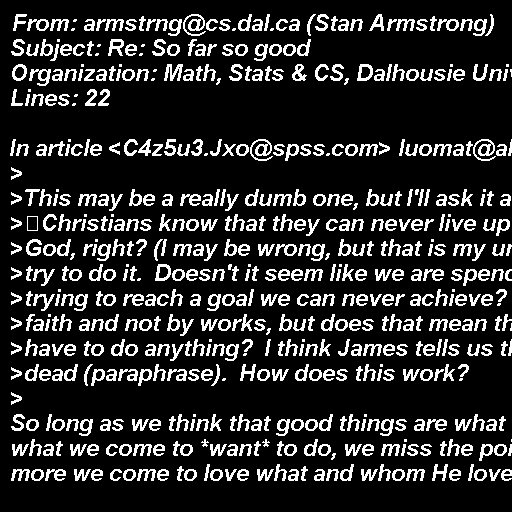 From: armstrng@cs.dal.ca (Stan Armstrong)
Subject: Re: So far so good
Organization: Math, Stats & CS, Dalhousie Univ
Lines: 22

In article <C4z5u3.Jxo@spss.com> luomat@al
>
>This may be a really dumb one, but I'll ask it a
>Christians know that they can never live up
>God, right? (I may be wrong, but that is my un
>try to do it.  Doesn't it seem like we are spend
>trying to reach a goal we can never achieve?
>faith and not by works, but does that mean th
>have to do anything?  I think James tells us th
>dead (paraphrase).  How does this work?
>
So long as we think that good things are what
what we come to *want* to do, we miss the poi
more we come to love what and whom He love